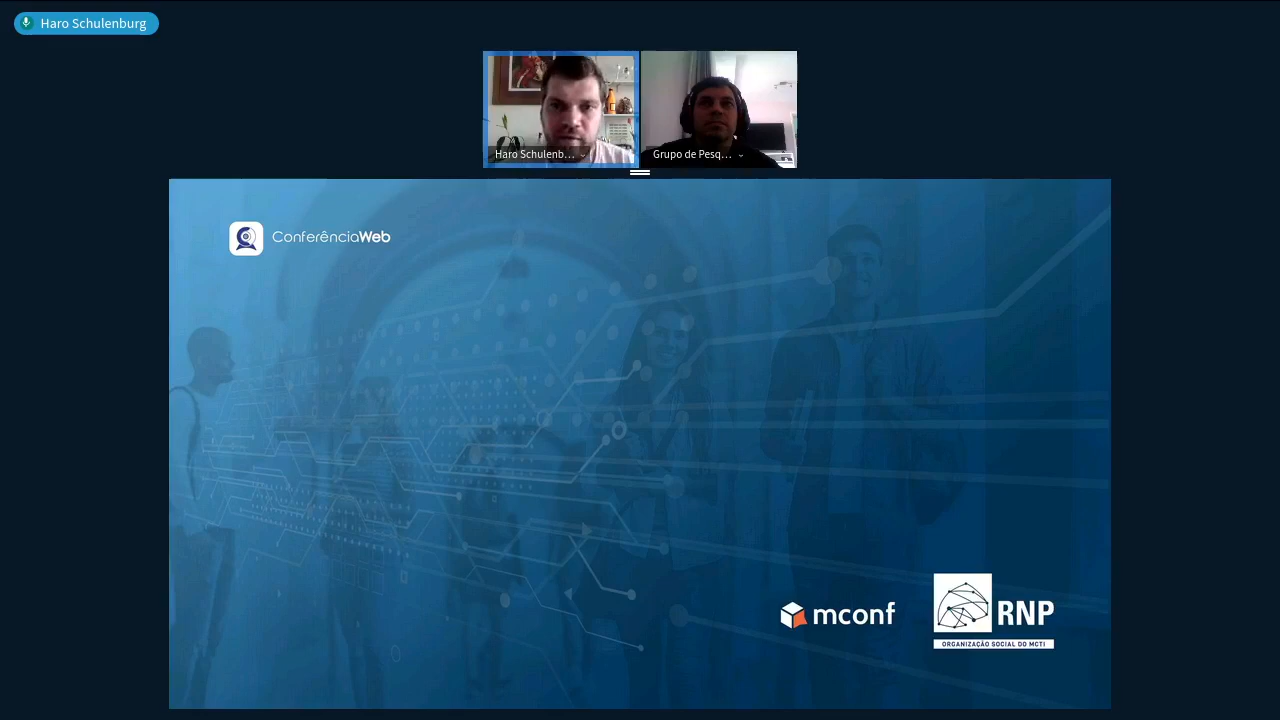 Haro Schulenburg
Haro Schulenb...
Grupo de Pesq...
ConferênciaWeb
mconf
RNP
ORGANIZAÇÃO SOCIAL DO MCTI